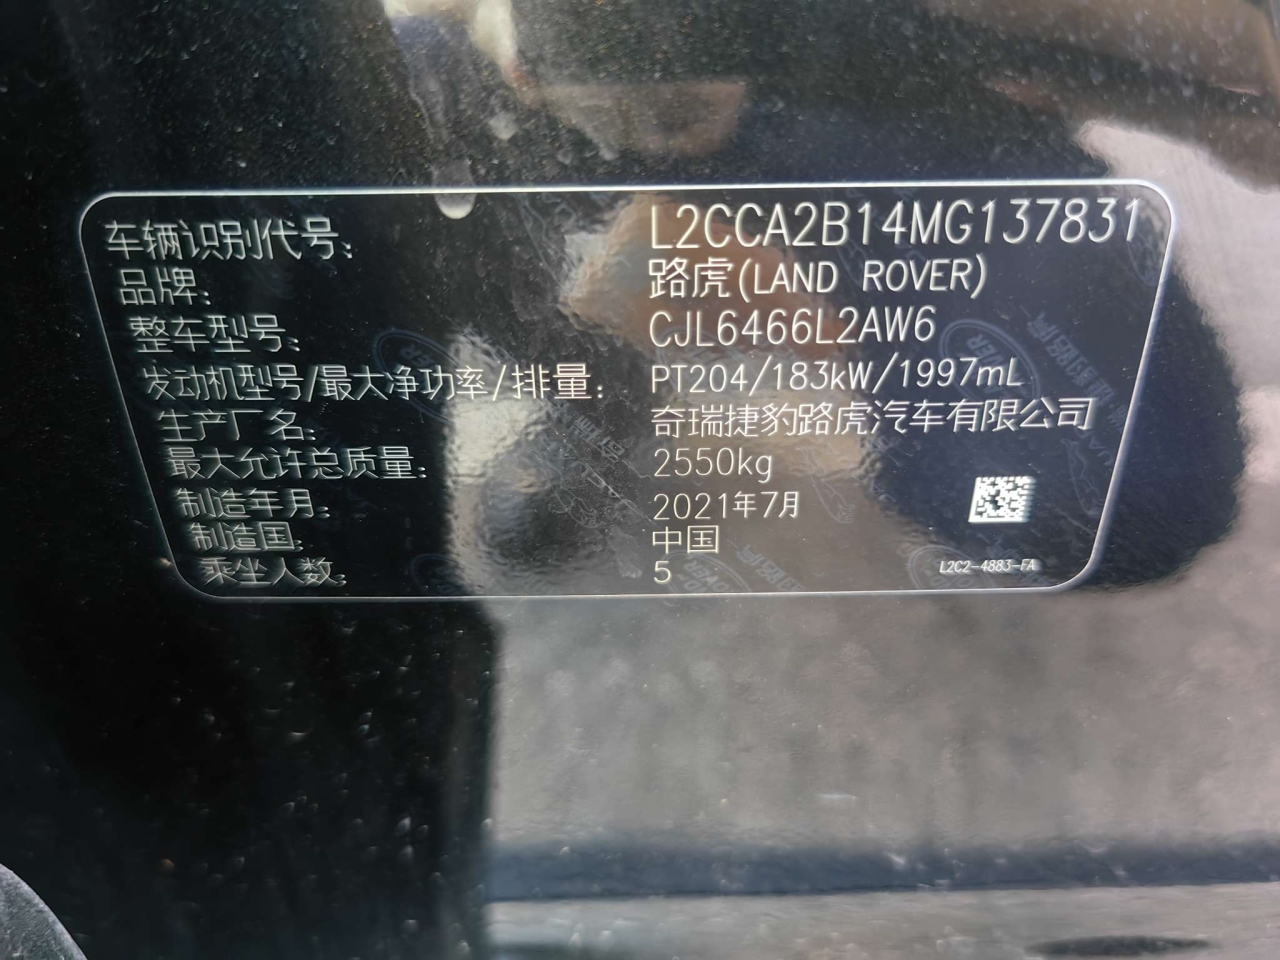 车辆识别代号: L2CCA2B14MG137831
品牌: 路虎(LAND ROVER)
整车型号: CJL6466L2AW6
发动机型号/最大净功率/排量: PT204/183kW/1997mL
生产厂名: 奇瑞捷豹路虎汽车有限公司
最大允许总质量: 2550kg
制造年月: 2021年7月
制造国: 中国
乘坐人数: 5
L2C2-4883-FA